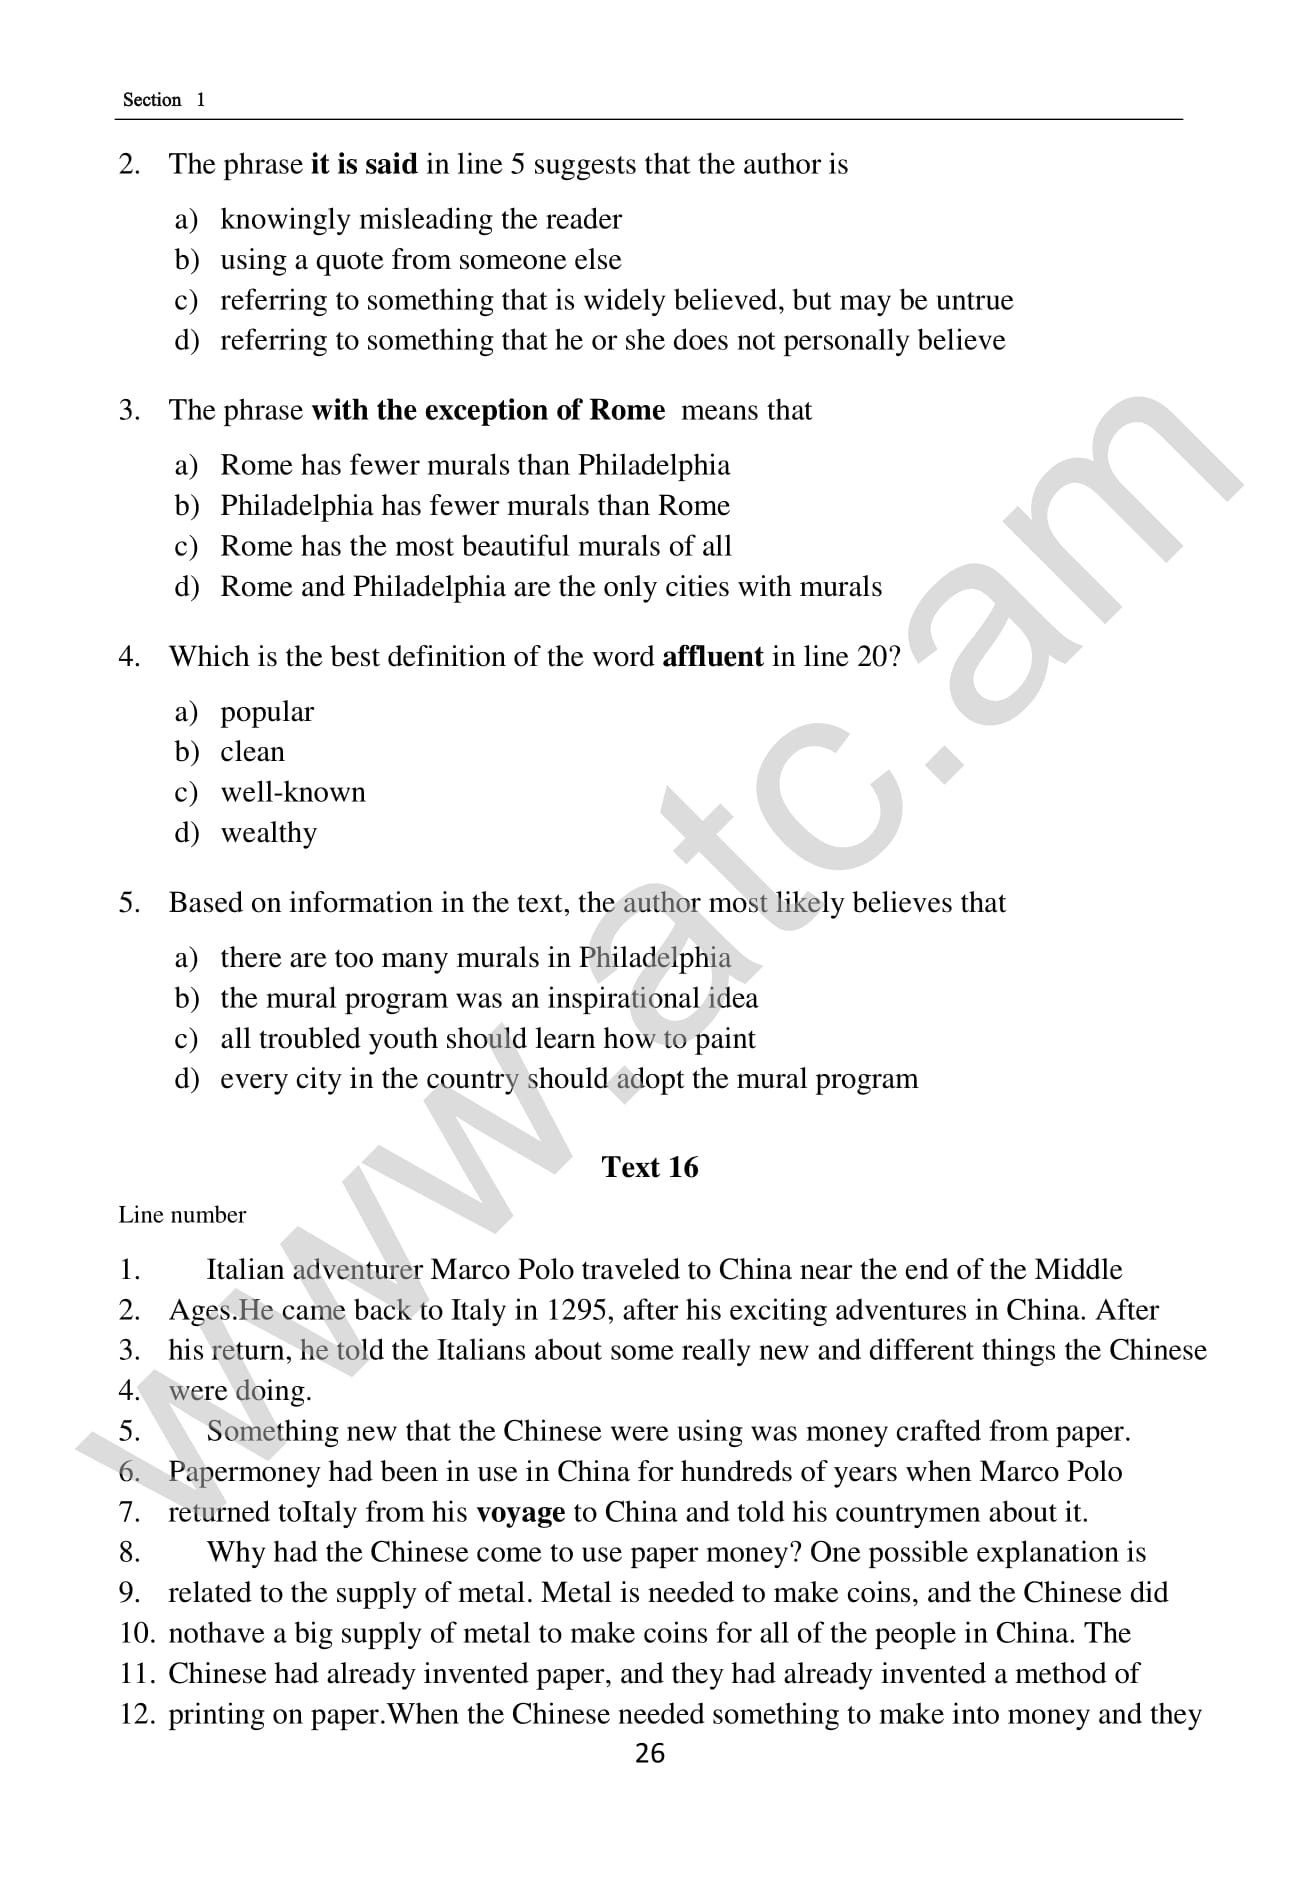 Section 1
2. The phrase it is said in line 5 suggests that the author is
a) knowingly misleading the reader
b) using a quote from someone else
c) referring to something that is widely believed, but may be untrue
d) referring to something that he or she does not personally believe
3. The phrase with the exception of Rome means that
a) Rome has fewer murals than Philadelphia
b) Philadelphia has fewer murals than Rome
c) Rome has the most beautiful murals of all
d) Rome and Philadelphia are the only cities with murals
4. Which is the best definition of the word affluent in line 20?
a) popular
b) clean
c) well-known
d) wealthy
5. Based on information in the text, the author most likely believes that
a) there are too many murals in Philadelphia
b) the mural program was an inspirational idea
c) all troubled youth should learn how to paint
d) every city in the country should adopt the mural program
Text 16
Line number
1. Italian adventurer Marco Polo traveled to China near the end of the Middle
2. Ages.He came back to Italy in 1295, after his exciting adventures in China. After
3. his return, he told the Italians about some really new and different things the Chinese
4. were doing.
5. Something new that the Chinese were using was money crafted from paper.
6. Papermoney had been in use in China for hundreds of years when Marco Polo
7. returned toItaly from his voyage to China and told his countrymen about it.
8. Why had the Chinese come to use paper money? One possible explanation is
9. related to the supply of metal. Metal is needed to make coins, and the Chinese did
10. nothave a big supply of metal to make coins for all of the people in China. The
11. Chinese had already invented paper, and they had already invented a method of
12. printing on paper.When the Chinese needed something to make into money and they
26
www.atc.am